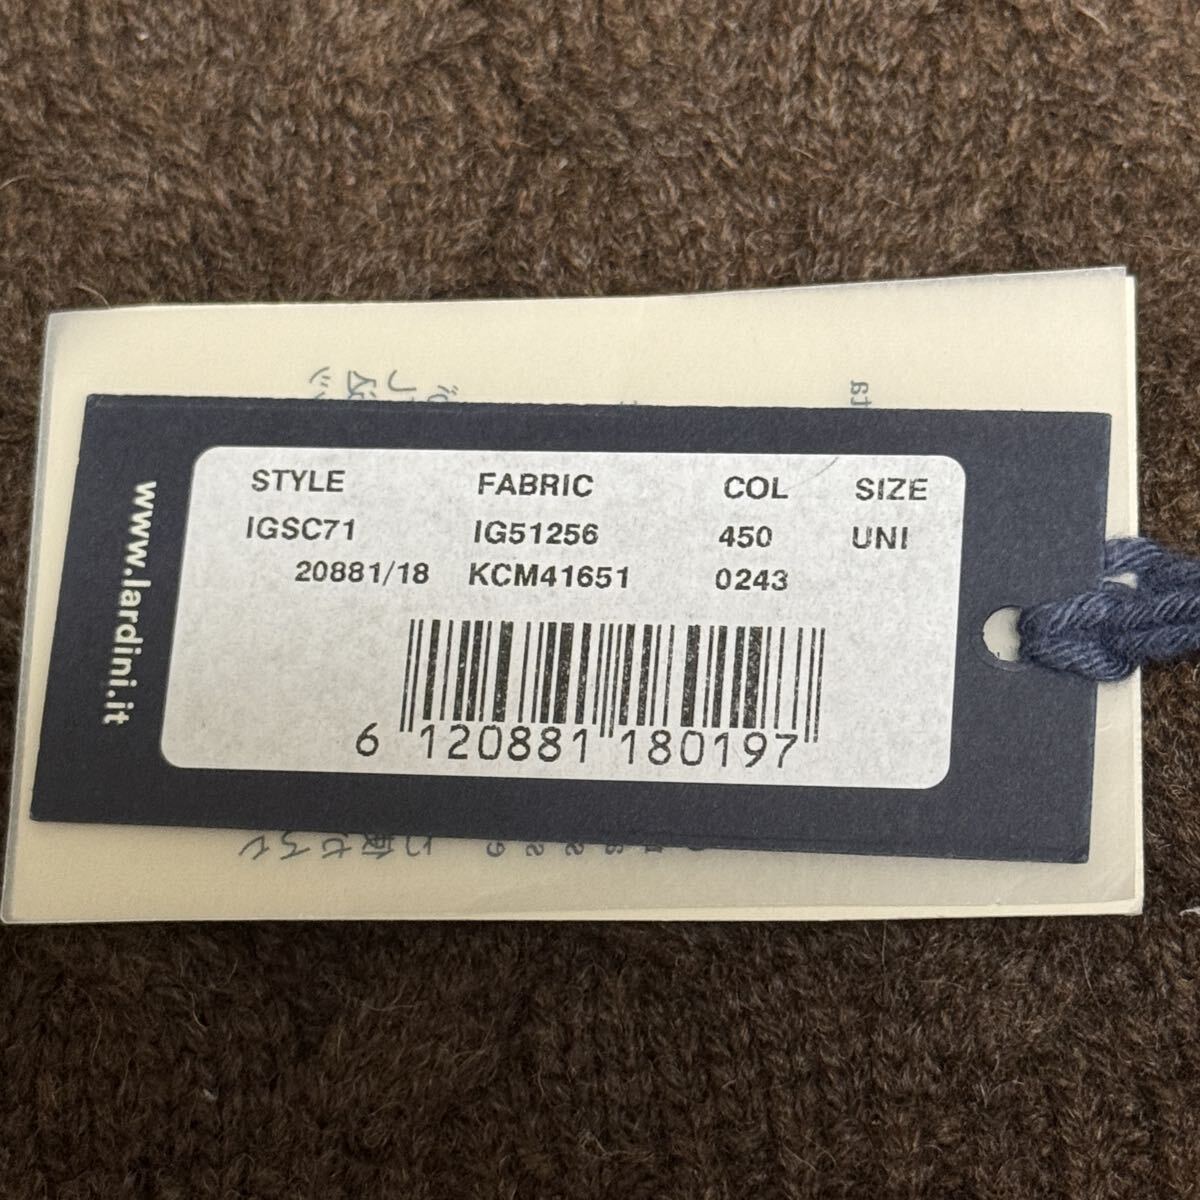 STYLE FABRIC COL SIZE
IGSC71 IG51256 450 UNI
20881/18 KCM41651 0243
6 120881 180197
www.lardini.it